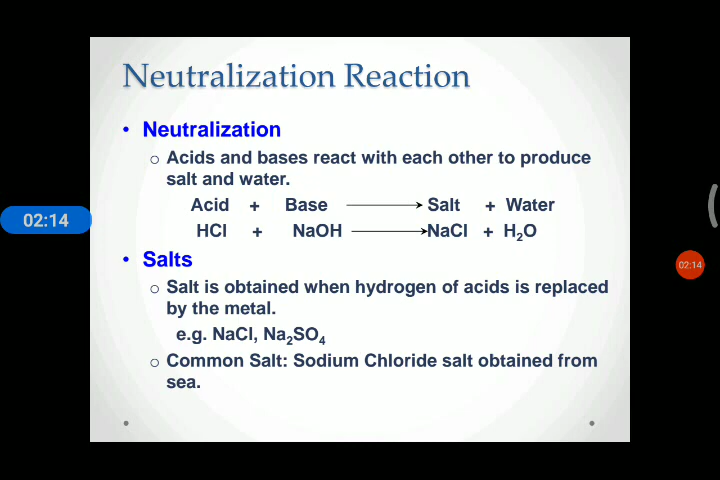 Neutralization Reaction
• Neutralization
○ Acids and bases react with each other to produce
salt and water.
Acid + Base ⟶ Salt + Water
HCl + NaOH ⟶ NaCl + H₂O
• Salts
○ Salt is obtained when hydrogen of acids is replaced
by the metal.
e.g. NaCl, Na₂SO₄
○ Common Salt: Sodium Chloride salt obtained from
sea.
02:14
02:14